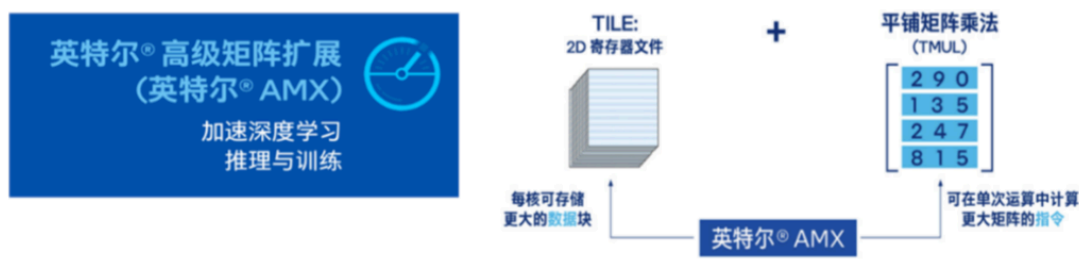 英特尔® 高级矩阵扩展
(英特尔® AMX)
加速深度学习
推理与训练
TILE:
2D 寄存器文件
+
平铺矩阵乘法
(TMUL)
2 9 0
1 3 5
2 4 7
8 1 5
每核可存储
更大的数据块
可在单次运算中计算
更大矩阵的指令
英特尔® AMX